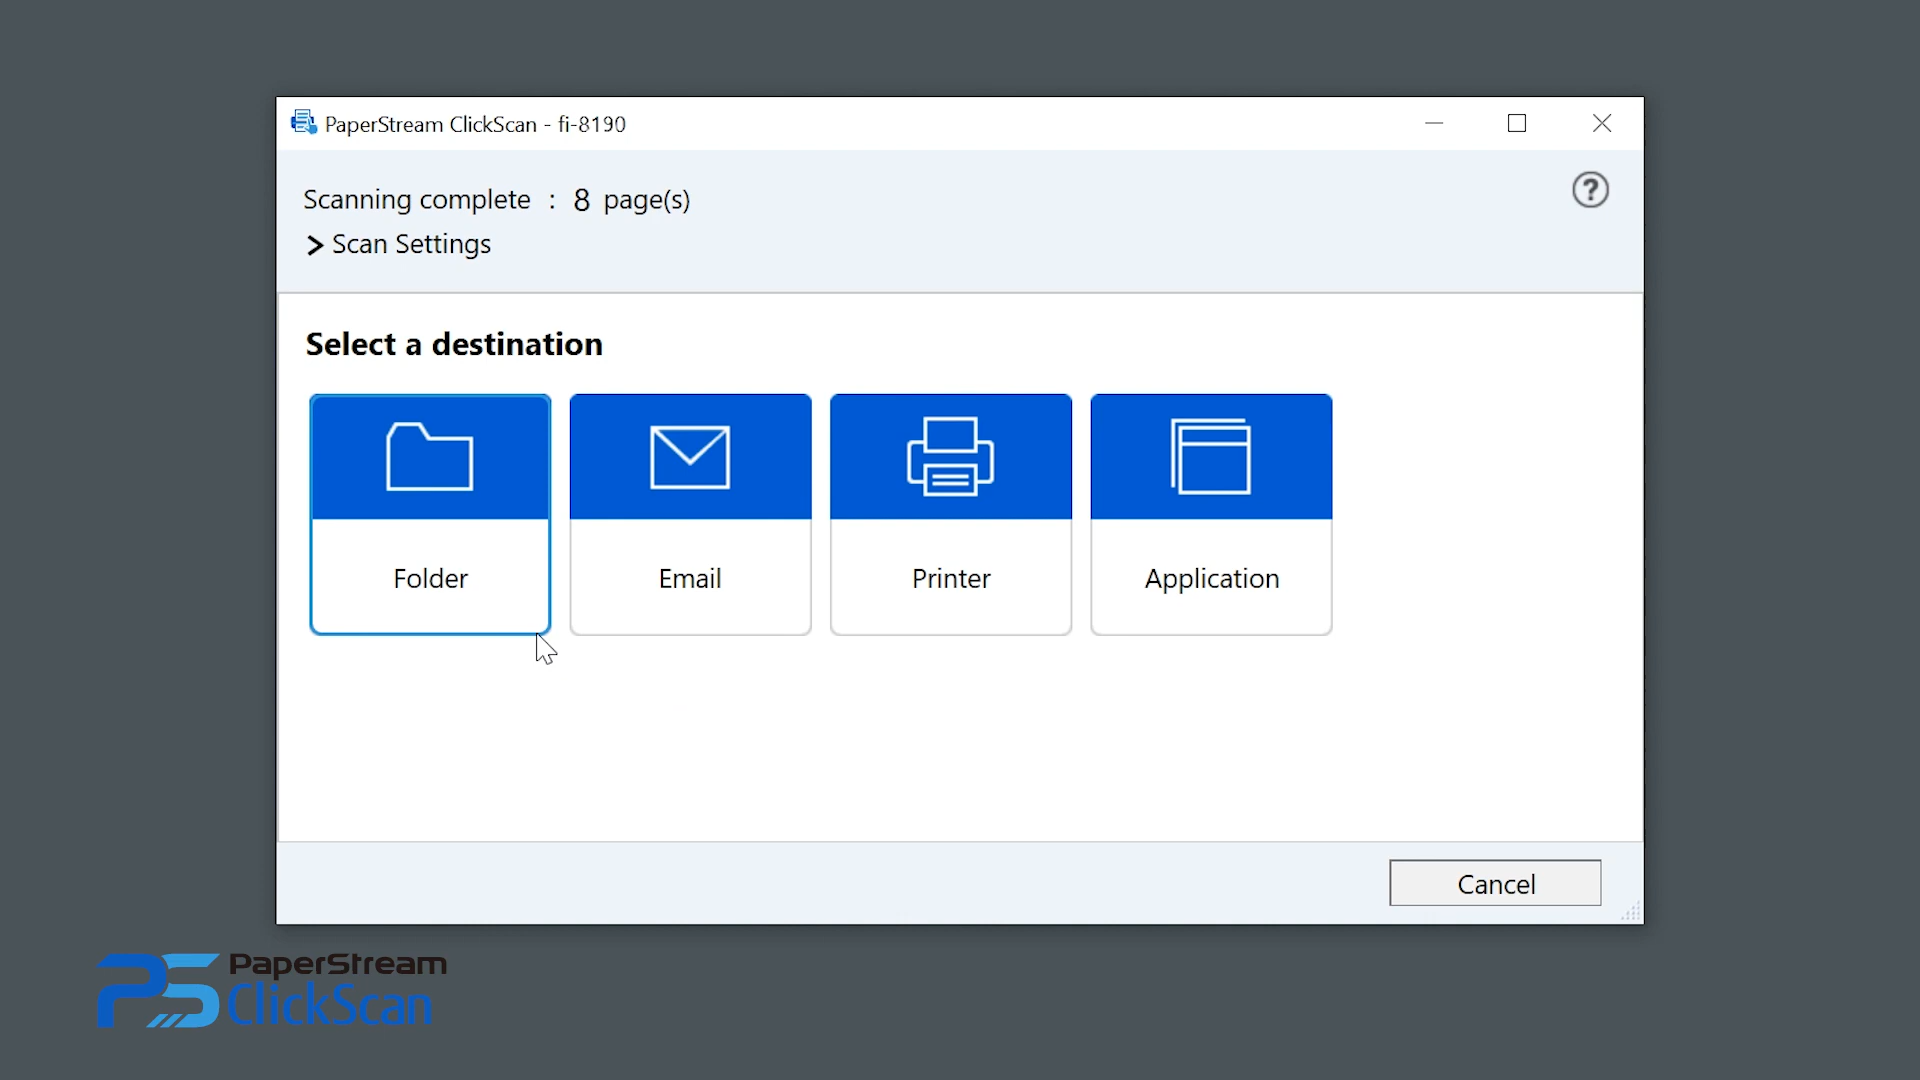 PaperStream ClickScan - fi-8190
Scanning complete : 8 page(s)
> Scan Settings
?
Select a destination
Folder
Email
Printer
Application
Cancel
PS
PaperStream
ClickScan